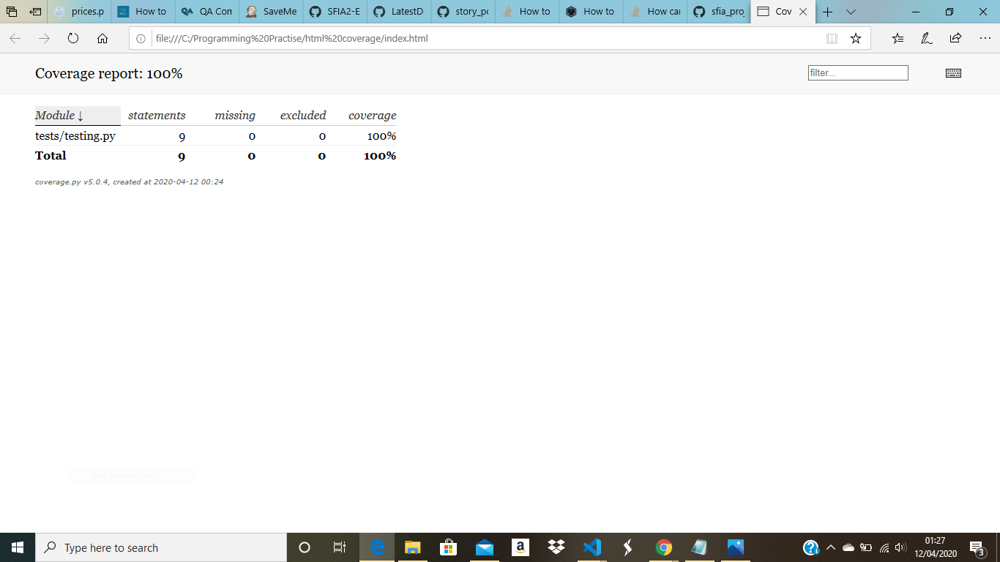 prices.p How to QA Com SaveMe SFIA2-E LatestD story_po How to How to How can sfia_pro Cov
file:///C:/Programming%20Practise/html%20coverage/index.html
Coverage report: 100%
filter...
Module ↓ statements missing excluded coverage
tests/testing.py 9 0 0 100%
Total 9 0 0 100%
coverage.py v5.0.4, created at 2020-04-12 00:24
Full-screen Snip
Type here to search
01:27
12/04/2020
3